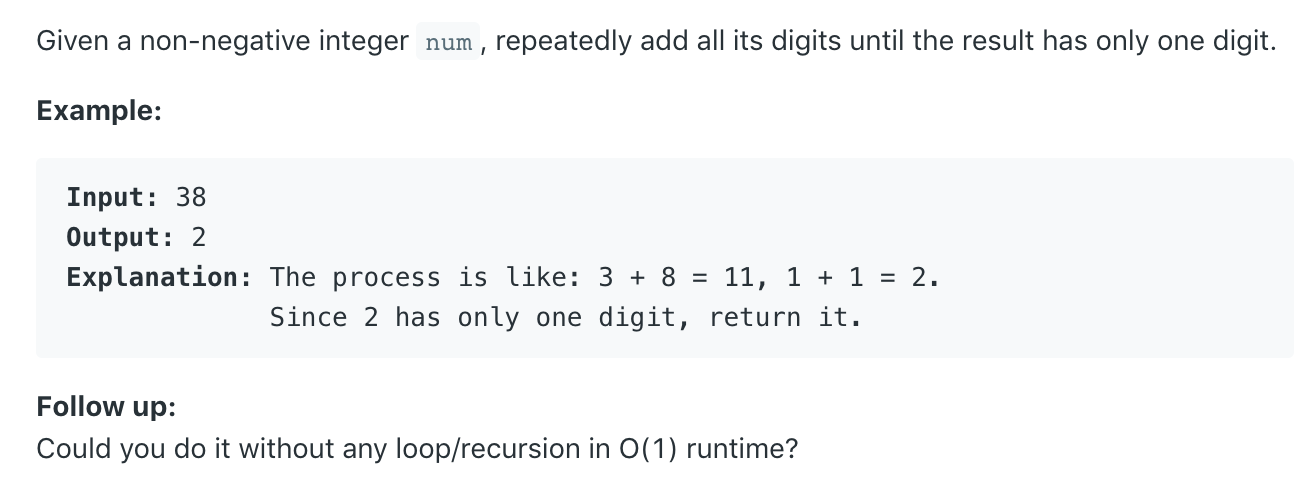 Given a non-negative integer num, repeatedly add all its digits until the result has only one digit.
Example:
Input: 38
Output: 2
Explanation: The process is like: 3 + 8 = 11, 1 + 1 = 2.
Since 2 has only one digit, return it.
Follow up:
Could you do it without any loop/recursion in O(1) runtime?